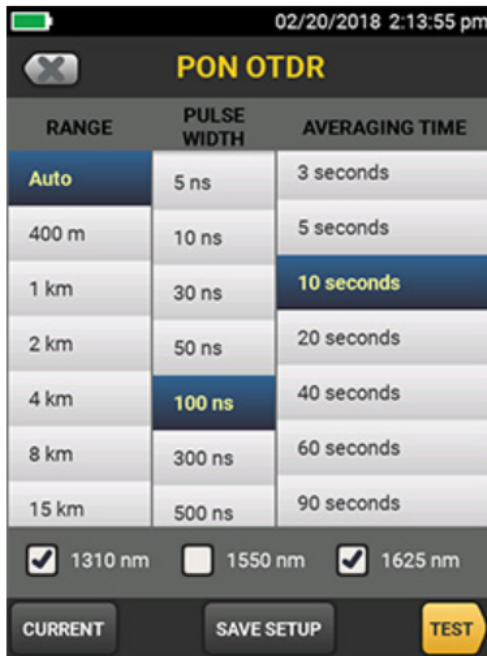 02/20/2018 2:13:55 pm
PON OTDR
RANGE
PULSE
WIDTH
AVERAGING TIME
Auto
5 ns
3 seconds
400 m
10 ns
5 seconds
1 km
30 ns
10 seconds
2 km
50 ns
20 seconds
4 km
100 ns
40 seconds
8 km
300 ns
60 seconds
15 km
500 ns
90 seconds
1310 nm
1550 nm
1625 nm
CURRENT
SAVE SETUP
TEST